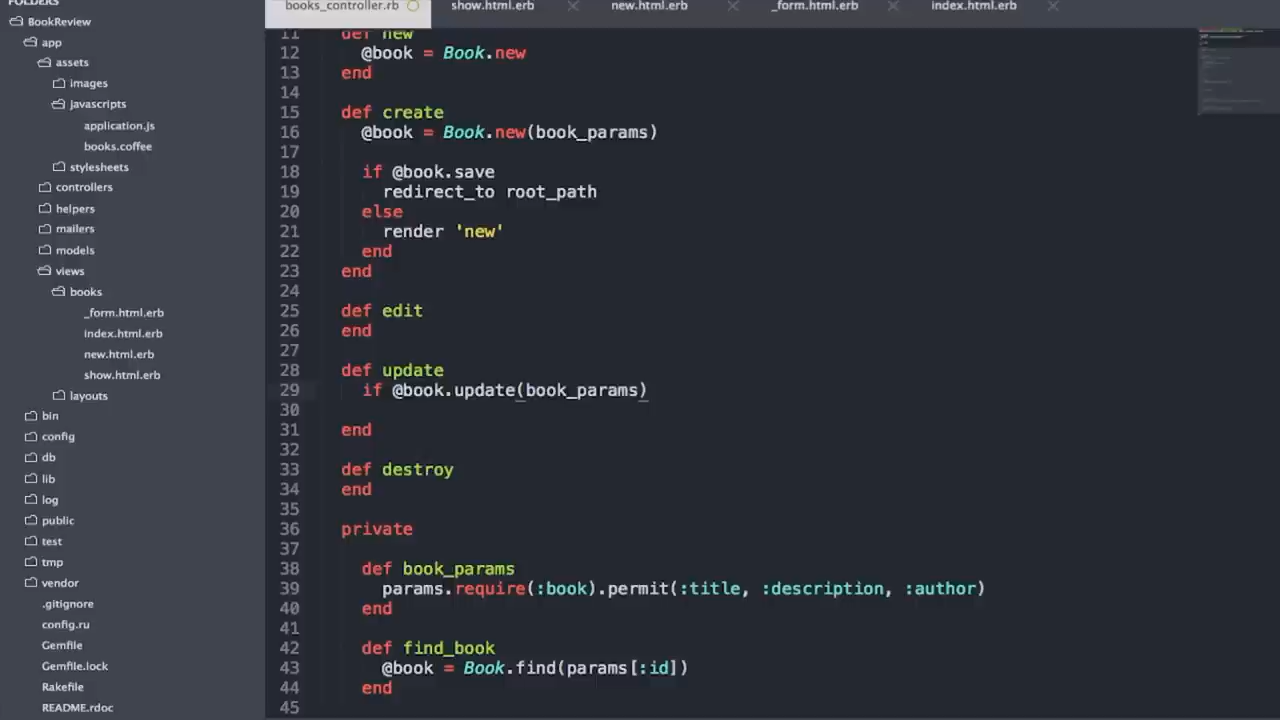 FOLDERS
BookReview
app
assets
images
javascripts
application.js
books.coffee
stylesheets
controllers
helpers
mailers
models
views
books
_form.html.erb
index.html.erb
new.html.erb
show.html.erb
layouts
bin
config
db
lib
log
public
test
tmp
vendor
.gitignore
config.ru
Gemfile
Gemfile.lock
Rakefile
README.rdoc
books_controller.rb show.html.erb new.html.erb _form.html.erb index.html.erb
11 def new
12 @book = Book.new
13 end
14
15 def create
16 @book = Book.new(book_params)
17
18 if @book.save
19 redirect_to root_path
20 else
21 render 'new'
22 end
23 end
24
25 def edit
26 end
27
28 def update
29 if @book.update(book_params)
30
31 end
32
33 def destroy
34 end
35
36 private
37
38 def book_params
39 params.require(:book).permit(:title, :description, :author)
40 end
41
42 def find_book
43 @book = Book.find(params[:id])
44 end
45